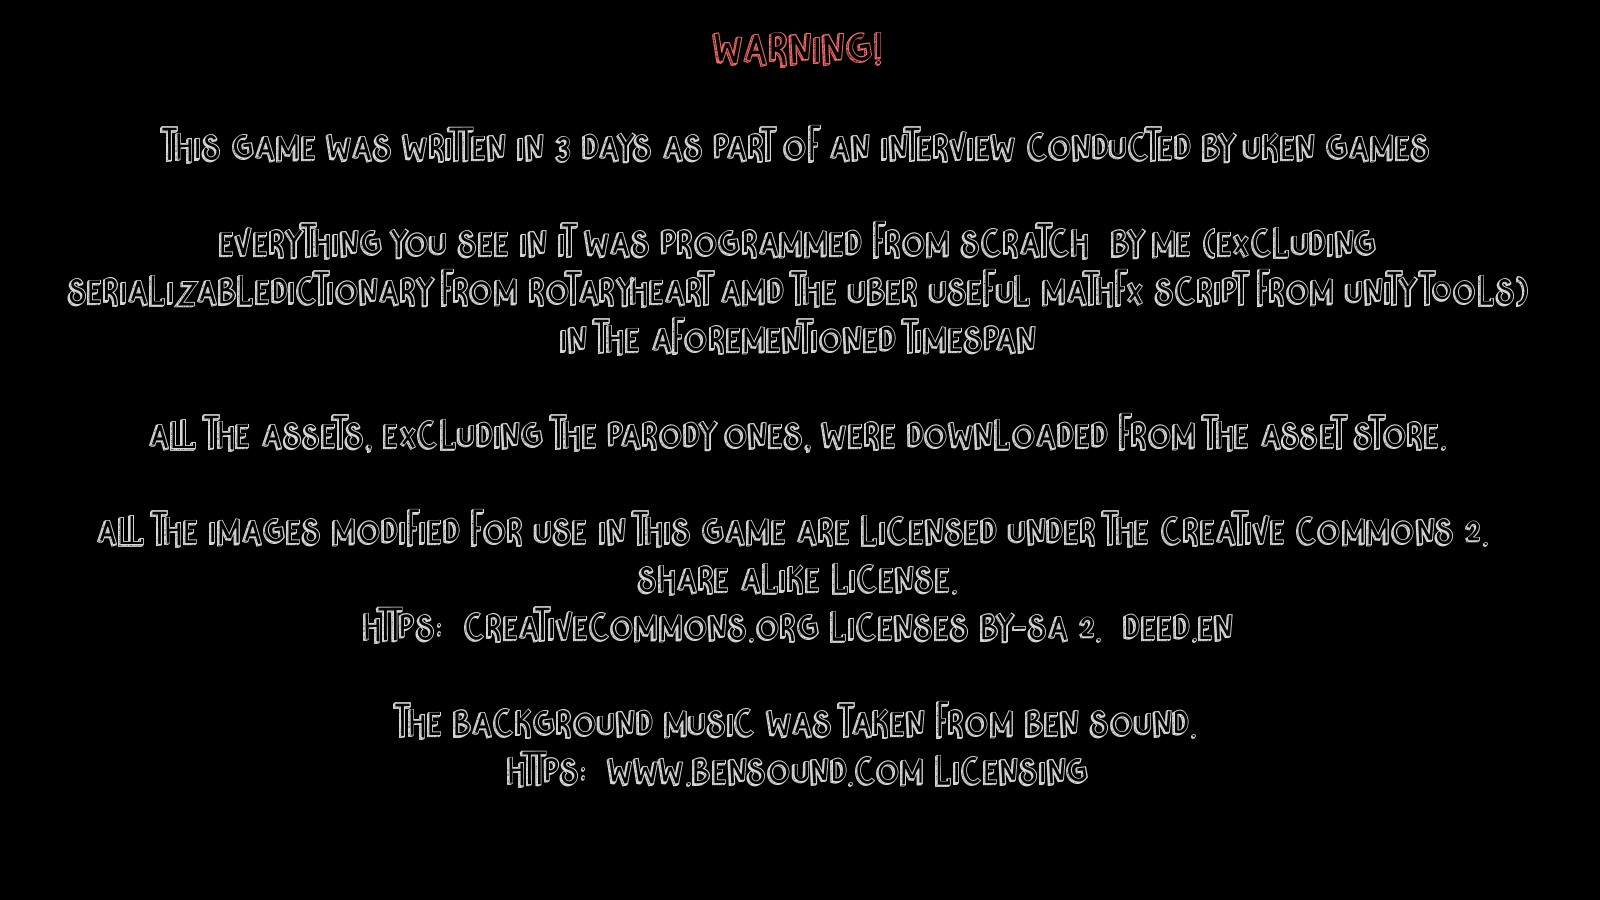 WARNING!
THIS GAME WAS WRITTEN IN 3 DAYS AS PART OF AN INTERVIEW CONDUCTED BY UKEN GAMES
EVERYTHING YOU SEE IN IT WAS PROGRAMMED FROM SCRATCH BY ME (EXCLUDING
SERIALIZABLEDICTIONARY FROM ROTARYHEART AMD THE UBER USEFUL MATHFX SCRIPT FROM UNITYTOOLS)
IN THE AFOREMENTIONED TIMESPAN
ALL THE ASSETS, EXCLUDING THE PARODY ONES, WERE DOWNLOADED FROM THE ASSET STORE.
ALL THE IMAGES MODIFIED FOR USE IN THIS GAME ARE LICENSED UNDER THE CREATIVE COMMONS 2.
SHARE ALIKE LICENSE.
HTTPS: CREATIVECOMMONS.ORG LICENSES BY-SA 2. DEED.EN
THE BACKGROUND MUSIC WAS TAKEN FROM BEN SOUND.
HTTPS: WWW.BENSOUND.COM LICENSING